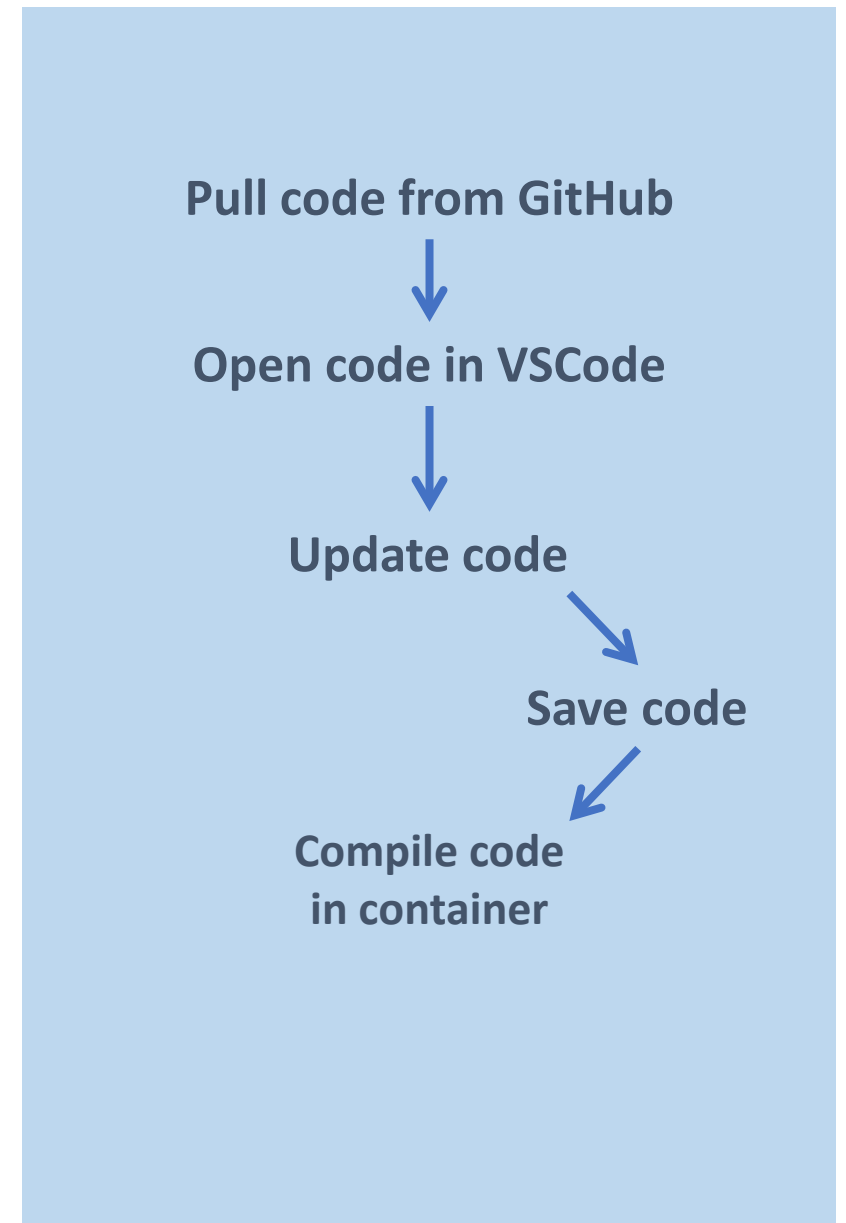 Pull code from GitHub
Open code in VSCode
Update code
Save code
Compile code
in container